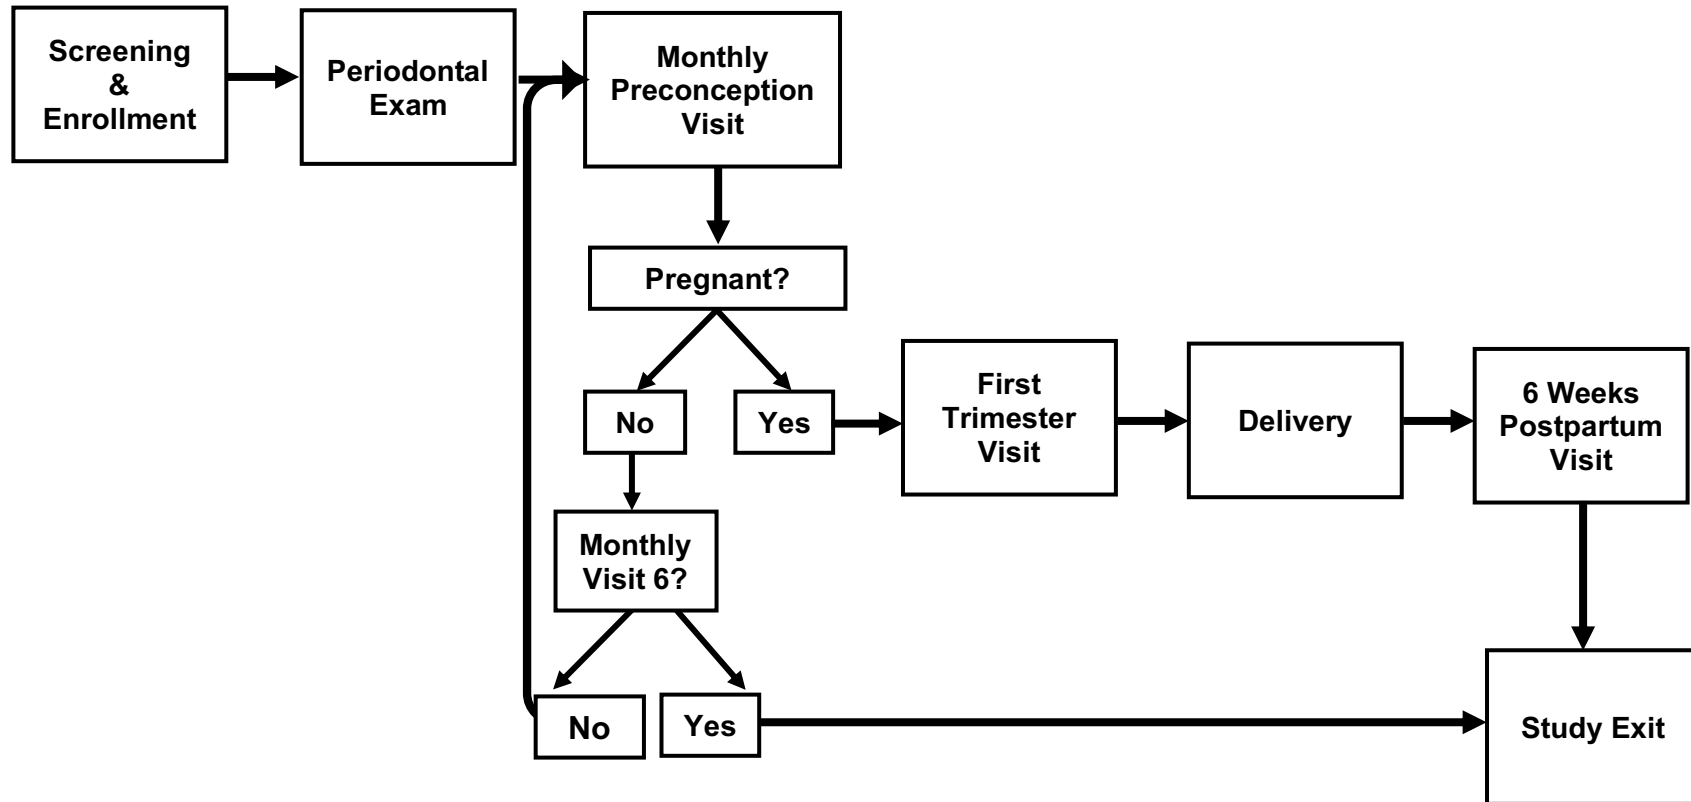 Screening
&
Enrollment
Periodontal
Exam
Monthly
Preconception
Visit
Pregnant?
No
Yes
First
Trimester
Visit
Delivery
6 Weeks
Postpartum
Visit
Monthly
Visit 6?
No
Yes
Study Exit